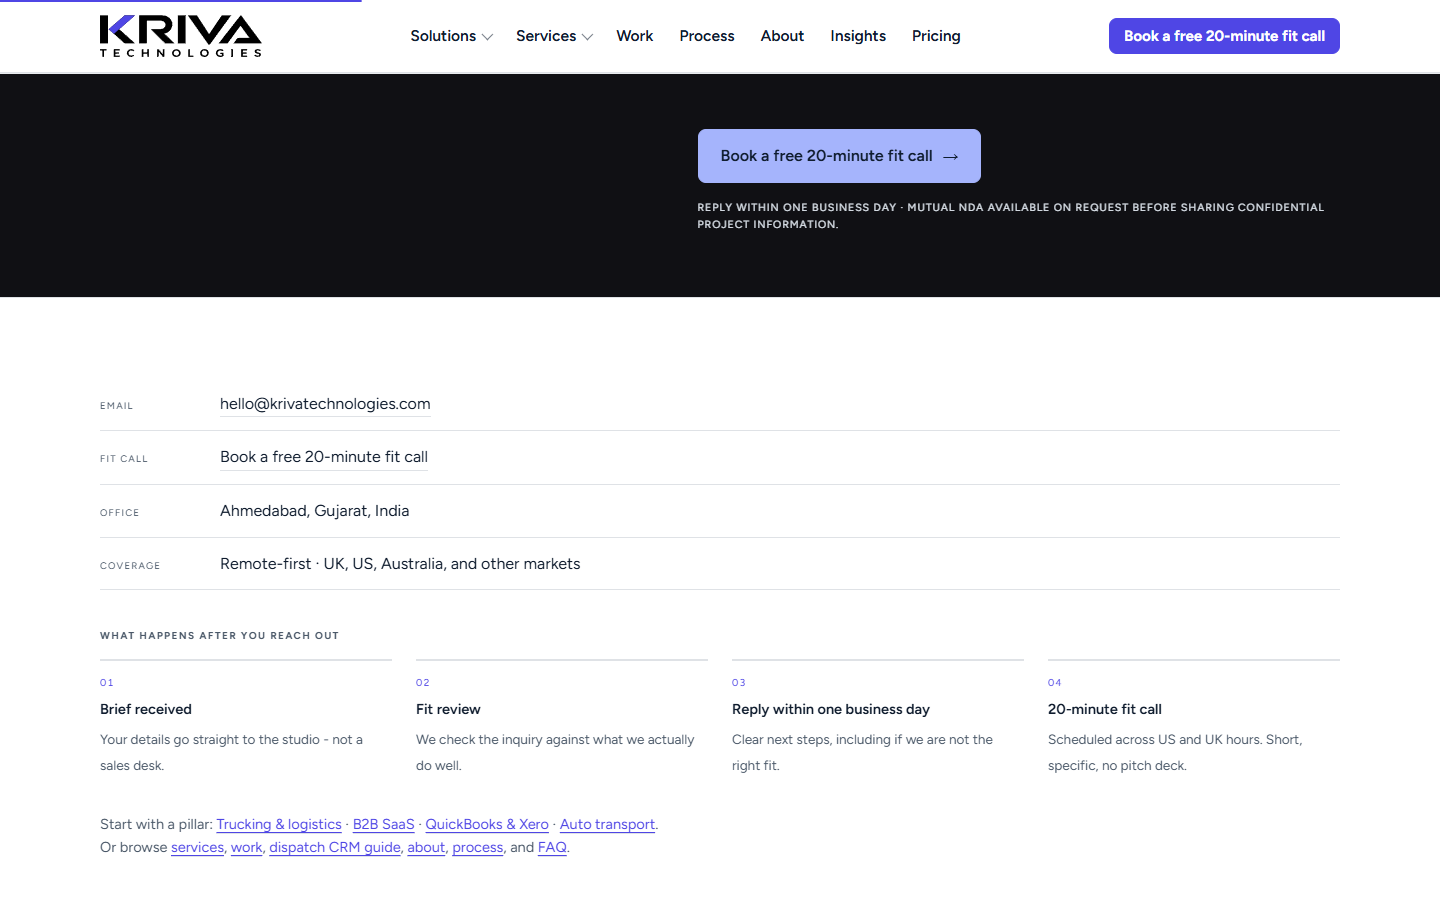 KRIVA
TECHNOLOGIES
Solutions
Services
Work
Process
About
Insights
Pricing
Book a free 20-minute fit call
Book a free 20-minute fit call →
REPLY WITHIN ONE BUSINESS DAY · MUTUAL NDA AVAILABLE ON REQUEST BEFORE SHARING CONFIDENTIAL
PROJECT INFORMATION.
EMAIL
hello@krivatechnologies.com
FIT CALL
Book a free 20-minute fit call
OFFICE
Ahmedabad, Gujarat, India
COVERAGE
Remote-first · UK, US, Australia, and other markets
WHAT HAPPENS AFTER YOU REACH OUT
01
Brief received
Your details go straight to the studio - not a
sales desk.
02
Fit review
We check the inquiry against what we actually
do well.
03
Reply within one business day
Clear next steps, including if we are not the
right fit.
04
20-minute fit call
Scheduled across US and UK hours. Short,
specific, no pitch deck.
Start with a pillar: Trucking & logistics · B2B SaaS · QuickBooks & Xero · Auto transport.
Or browse services, work, dispatch CRM guide, about, process, and FAQ.